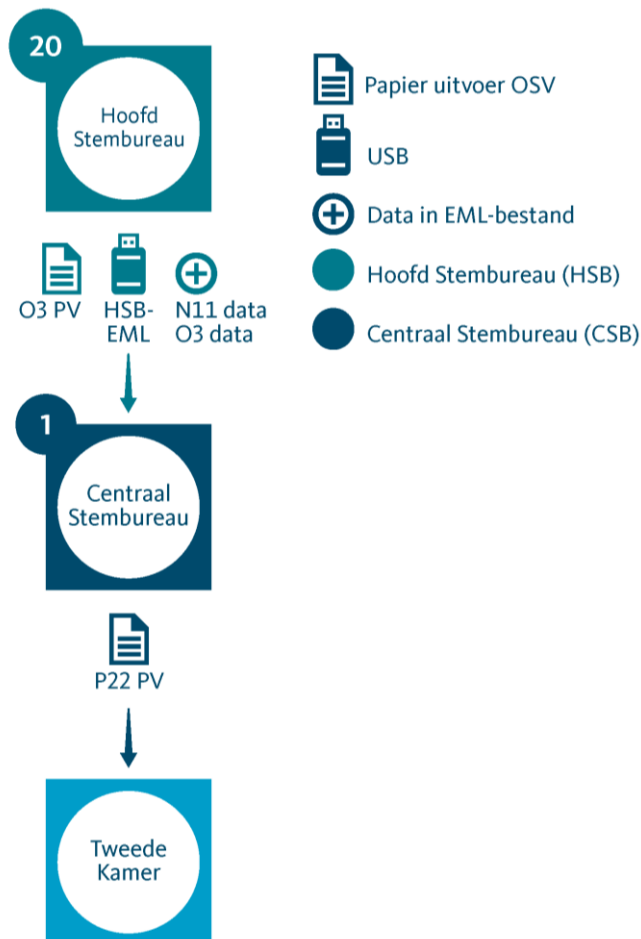 20
Hoofd
Stembureau
O3 PV
HSB-
EML
N11 data
O3 data
1
Centraal
Stembureau
P22 PV
Tweede
Kamer
Papier uitvoer OSV
USB
Data in EML-bestand
Hoofd Stembureau (HSB)
Centraal Stembureau (CSB)